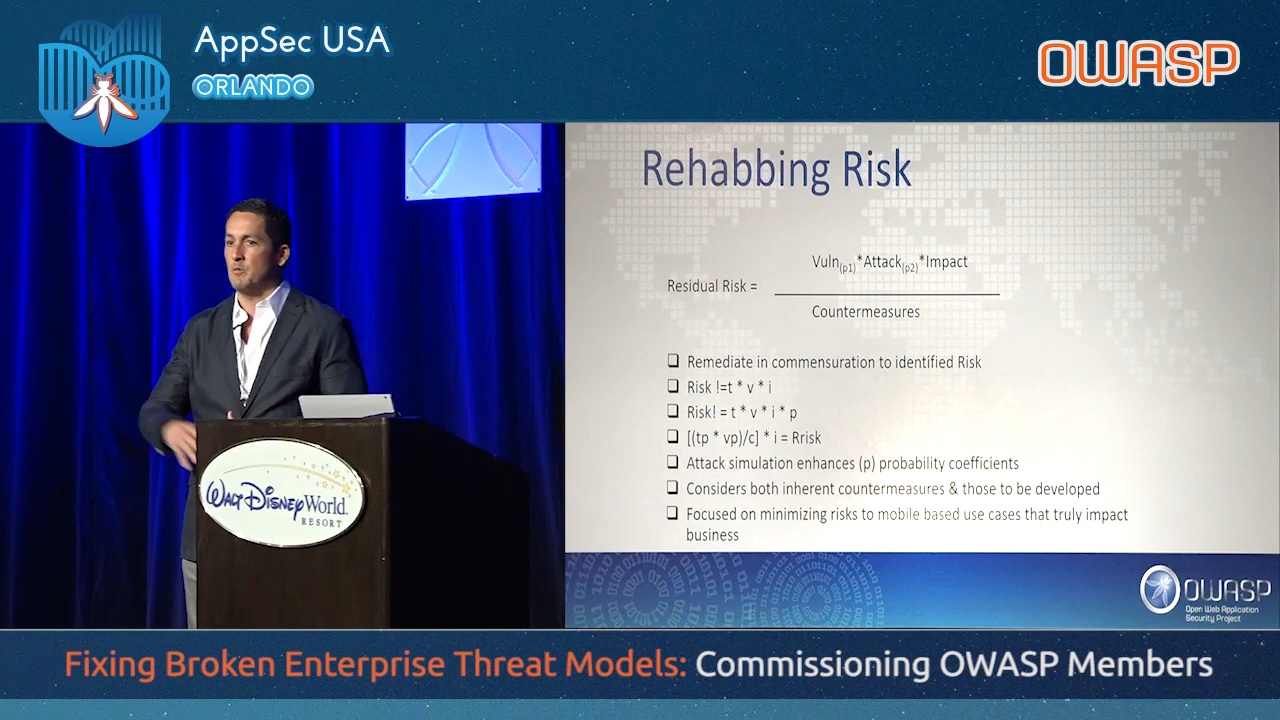 AppSec USA
ORLANDO
OWASP
Rehabbing Risk
Vuln(p1)*Attack(p2)*Impact
Residual Risk =
Countermeasures
❑ Remediate in commensuration to identified Risk
❑ Risk !=t * v * i
❑ Risk! = t * v * i * p
❑ [(tp * vp)/c] * i = Rrisk
❑ Attack simulation enhances (p) probability coefficients
❑ Considers both inherent countermeasures & those to be developed
❑ Focused on minimizing risks to mobile based use cases that truly impact
business
WALT DISNEY World.
RESORT
OWASP
Open Web Application
Security Project
Fixing Broken Enterprise Threat Models: Commissioning OWASP Members